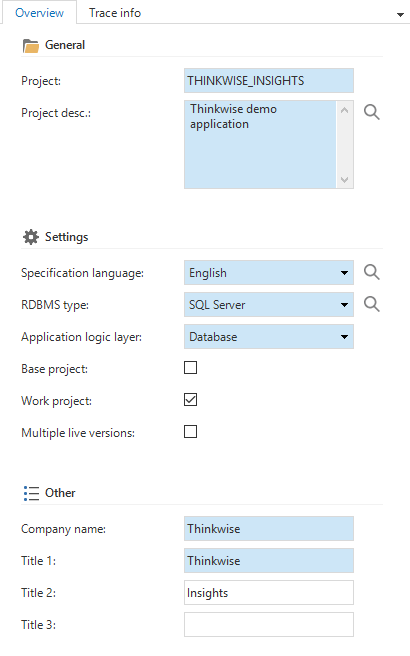 Overview Trace info
General
Project: THINKWISE_INSIGHTS
Project desc.: Thinkwise demo
application
Settings
Specification language: English
RDBMS type: SQL Server
Application logic layer: Database
Base project:
Work project:
Multiple live versions:
Other
Company name: Thinkwise
Title 1: Thinkwise
Title 2: Insights
Title 3: